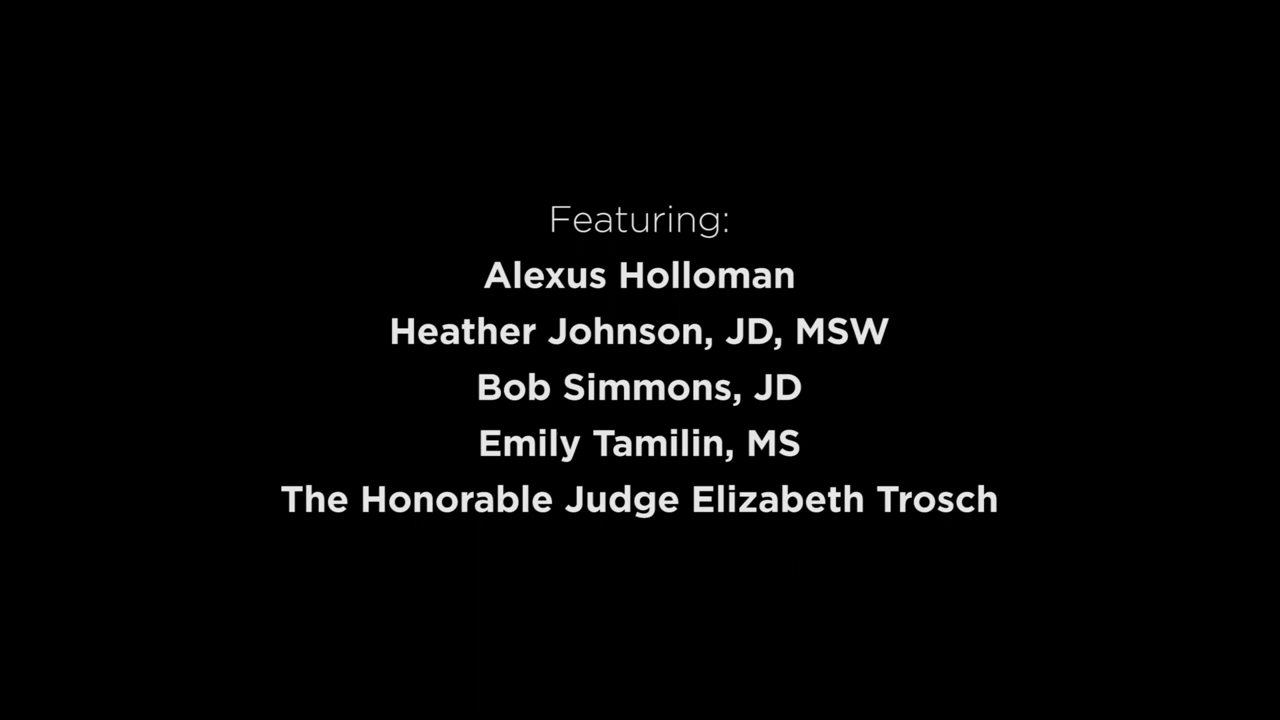 Featuring:
Alexus Holloman
Heather Johnson, JD, MSW
Bob Simmons, JD
Emily Tamilin, MS
The Honorable Judge Elizabeth Trosch